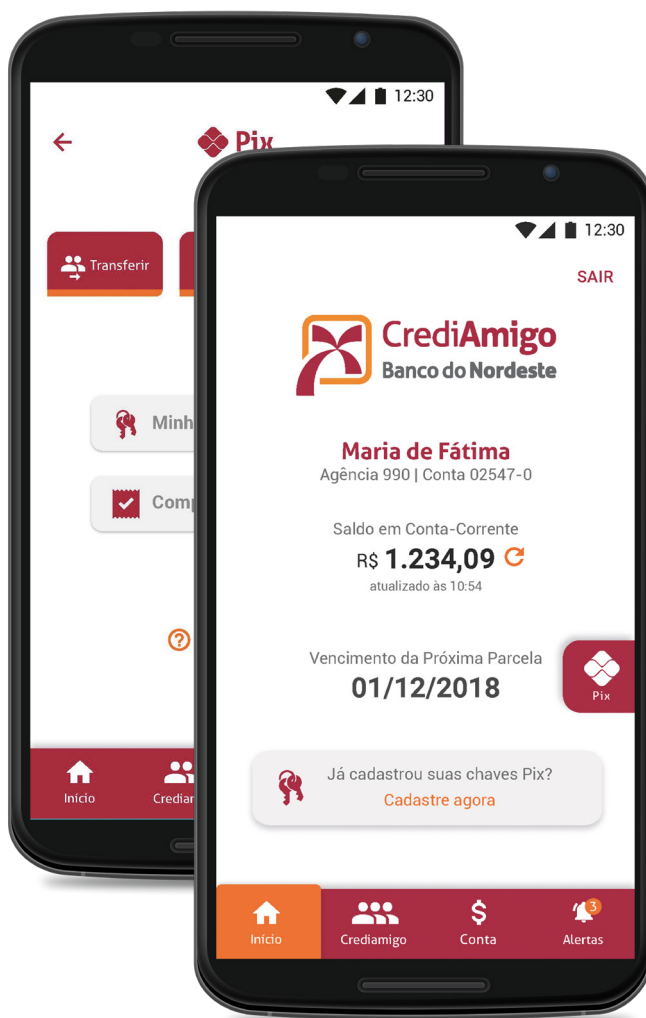 12:30
Pix
Transferir
Minh
Comp
Início
Crediar
12:30
SAIR
CrediAmigo
Banco do Nordeste
Maria de Fátima
Agência 990 | Conta 02547-0
Saldo em Conta-Corrente
R$ 1.234,09
atualizado às 10:54
Vencimento da Próxima Parcela
01/12/2018
Pix
Já cadastrou suas chaves Pix?
Cadastre agora
Início
Crediamigo
$
Conta
3
Alertas